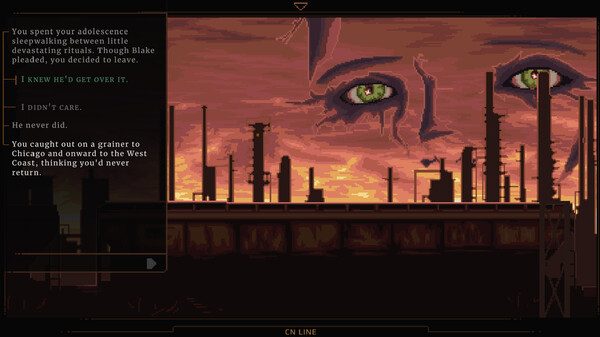 You spent your adolescence
sleepwalking between little
devastating rituals. Though Blake
pleaded, you decided to leave.
I KNEW HE'D GET OVER IT.
I DIDN'T CARE.
He never did.
You caught out on a grainer to
Chicago and onward to the West
Coast, thinking you'd never
return.
CN LINE